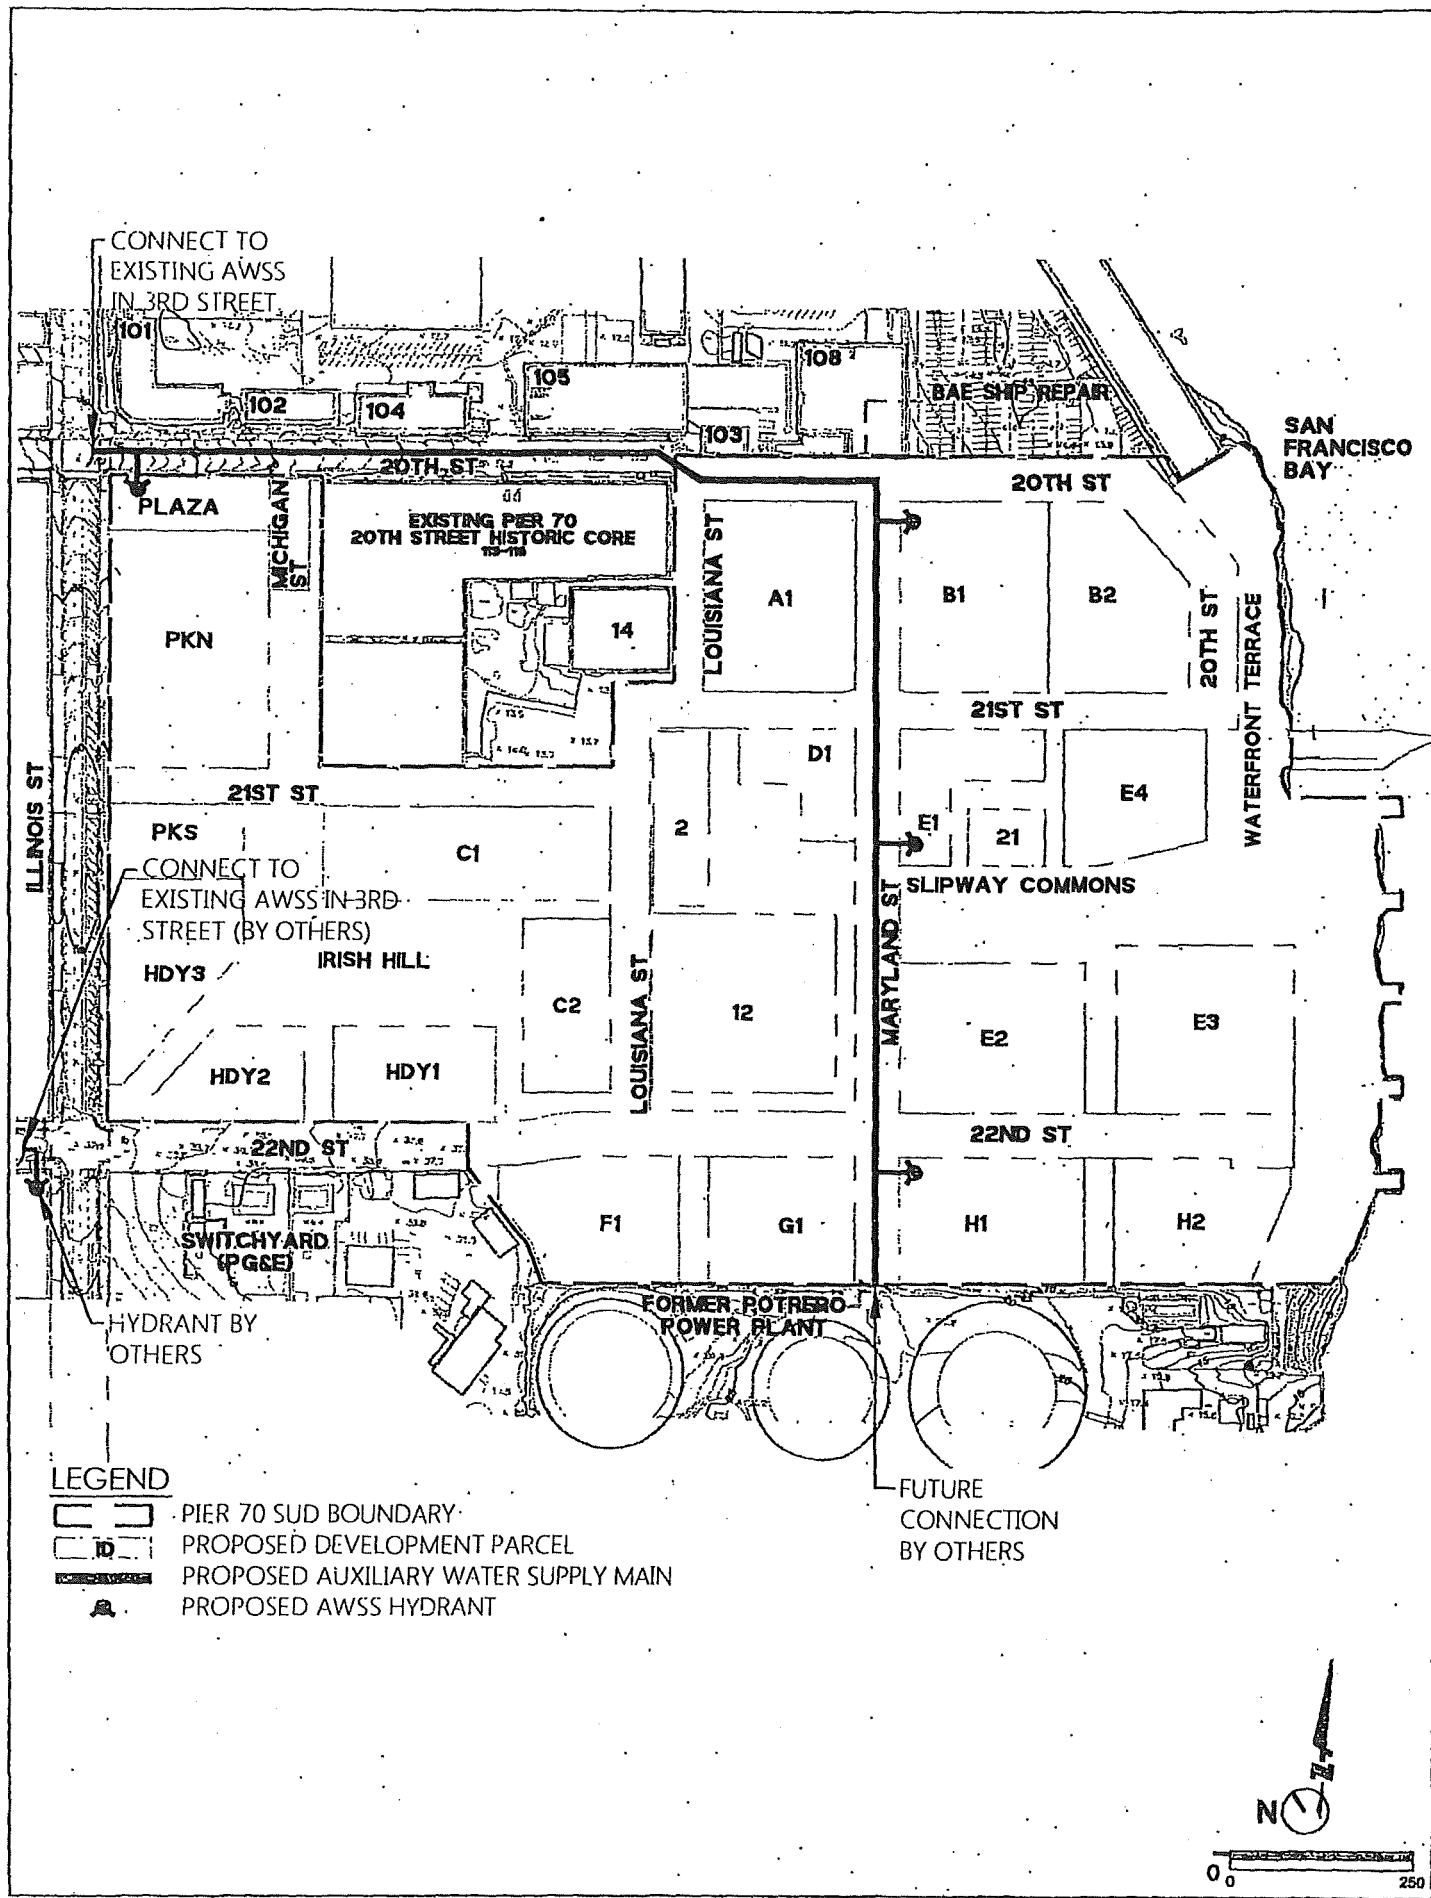 CONNECT TO
EXISTING AWSS
IN 3RD STREET
101
102
104
105
103
108
BAE SHIP REPAIR
SAN
FRANCISCO
BAY
20TH ST
20TH ST
PLAZA
MICHIGAN
ST
EXISTING PIER 70
20TH STREET HISTORIC CORE
LOUISIANA ST
A1
B1
B2
20TH ST
WATERFRONT TERRACE
14
PKN
21ST ST
D1
ILLINOIS ST
21ST ST
PKS
C1
2
E1
21
E4
CONNECT TO
EXISTING AWSS IN 3RD
STREET (BY OTHERS)
SLIPWAY COMMONS
MARYLAND ST
HDY3
IRISH HILL
C2
LOUISIANA ST
12
E2
E3
HDY2
HDY1
22ND ST
22ND ST
F1
G1
H1
H2
SWITCHYARD
(PG&E)
FORMER POTRERO
POWER PLANT
HYDRANT BY
OTHERS
FUTURE
CONNECTION
BY OTHERS
LEGEND
PIER 70 SUD BOUNDARY
ID PROPOSED DEVELOPMENT PARCEL
PROPOSED AUXILIARY WATER SUPPLY MAIN
PROPOSED AWSS HYDRANT
N
0 0 250